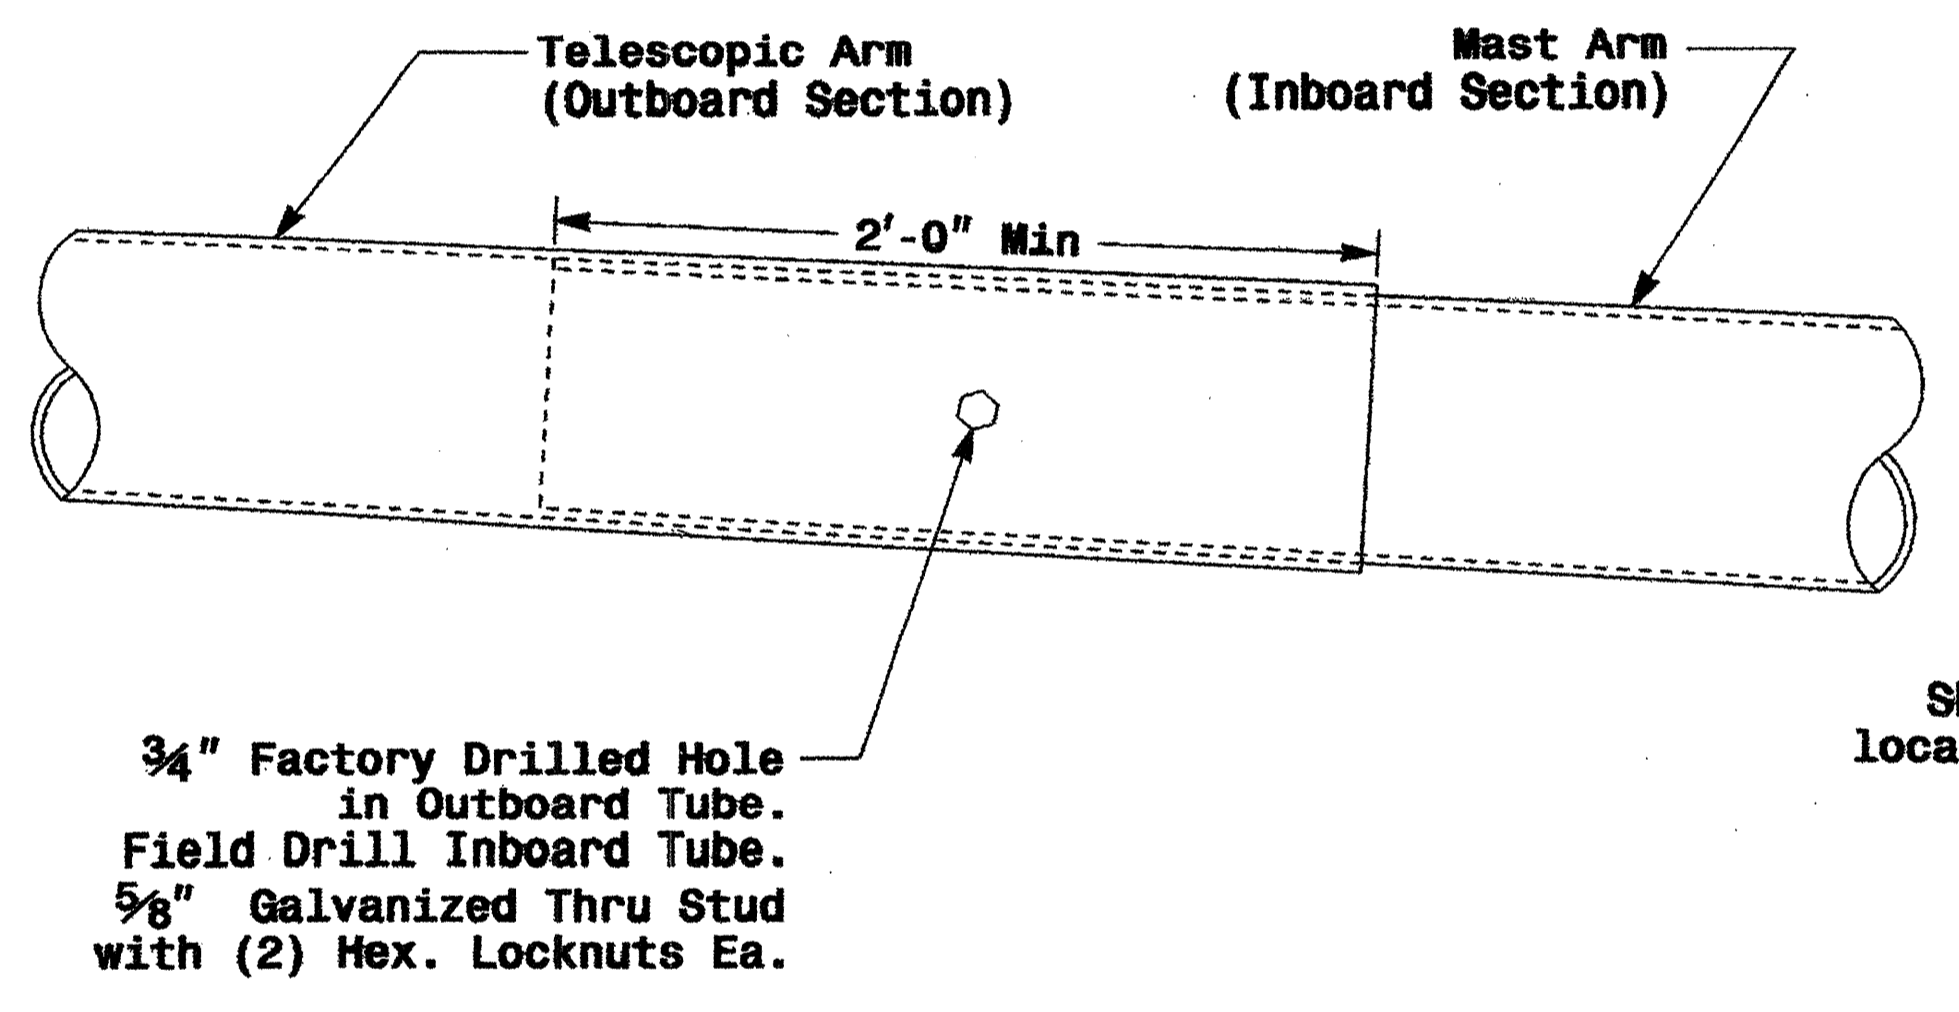 Telescopic Arm
(Outboard Section)
Mast Arm
(Inboard Section)
2'-0" Min
3/4" Factory Drilled Hole
in Outboard Tube.
Field Drill Inboard Tube.
5/8" Galvanized Thru Stud
with (2) Hex. Locknuts Ea.
loca